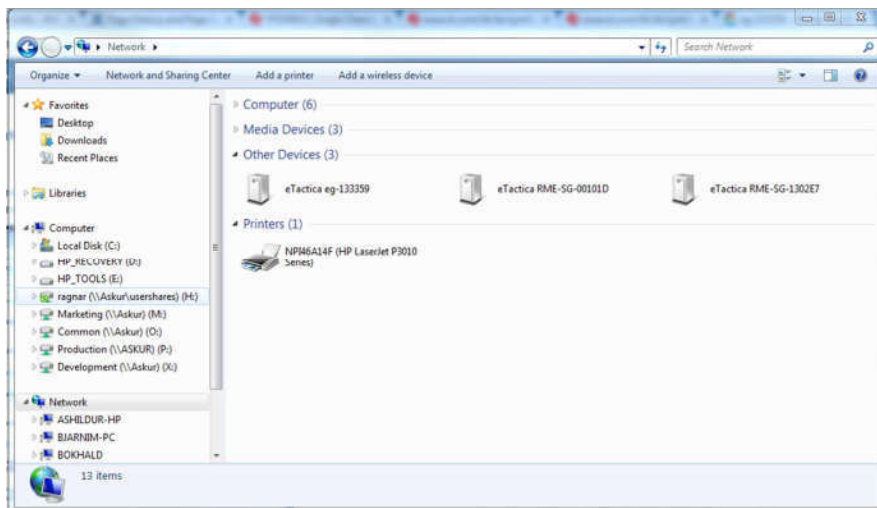 Network
Search Network
Organize
Network and Sharing Center
Add a printer
Add a wireless device
Favorites
Desktop
Downloads
Recent Places
Libraries
Computer
Local Disk (C:)
HP_RECOVERY (D:)
HP_TOOLS (E:)
ragnar (\\Askur\usershares) (H:)
Marketing (\\Askur) (M:)
Common (\\Askur) (O:)
Production (\\ASKUR) (P:)
Development (\\Askur) (X:)
Network
ASHILDUR-HP
BJARNIM-PC
BOKHALD
Computer (6)
Media Devices (3)
Other Devices (3)
eTactica eg-133359
eTactica RME-SG-00101D
eTactica RME-SG-1302E7
Printers (1)
NPI46A14F (HP LaserJet P3010
Series)
13 items